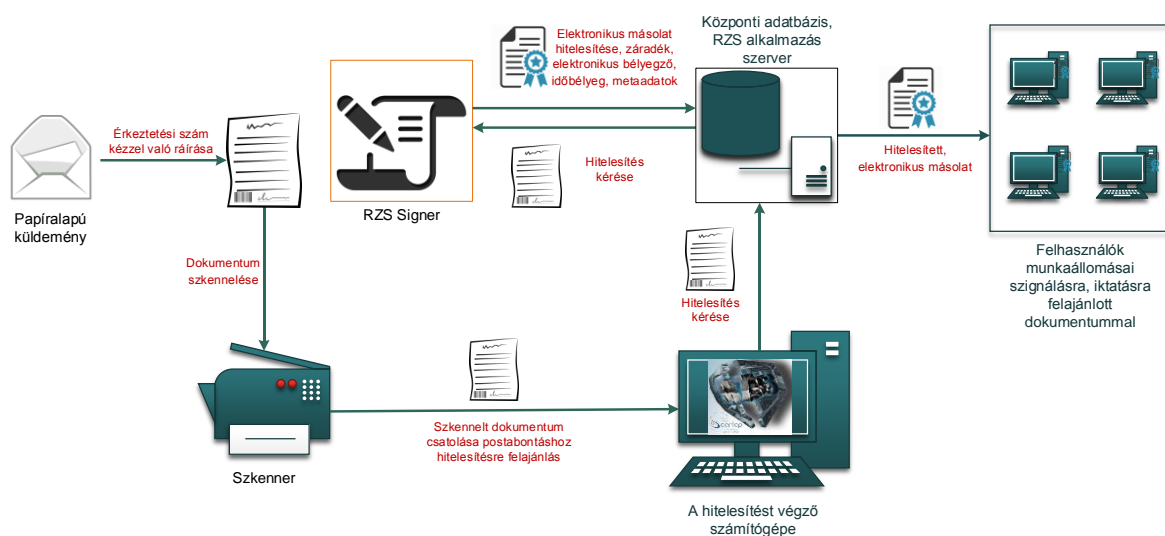 Érkeztetési szám
kézzel való ráírása
Papíralapú
küldemény
Elektronikus másolat
hitelesítése, záradék,
elektronikus bélyegző,
időbélyeg, metaadatok
RZS Signer
Hitelesítés
kérése
Központi adatbázis,
RZS alkalmazás
szerver
Hitelesített,
elektronikus másolat
Felhasználók
munkaállomásai
szignálásra, iktatásra
felajánlott
dokumentummal
Dokumentum
szkennelése
Szkenner
Szkennelt dokumentum
csatolása postabontáshoz
hitelesítésre felajánlás
Hitelesítés
kérése
A hitelesítést végző
számítógépe